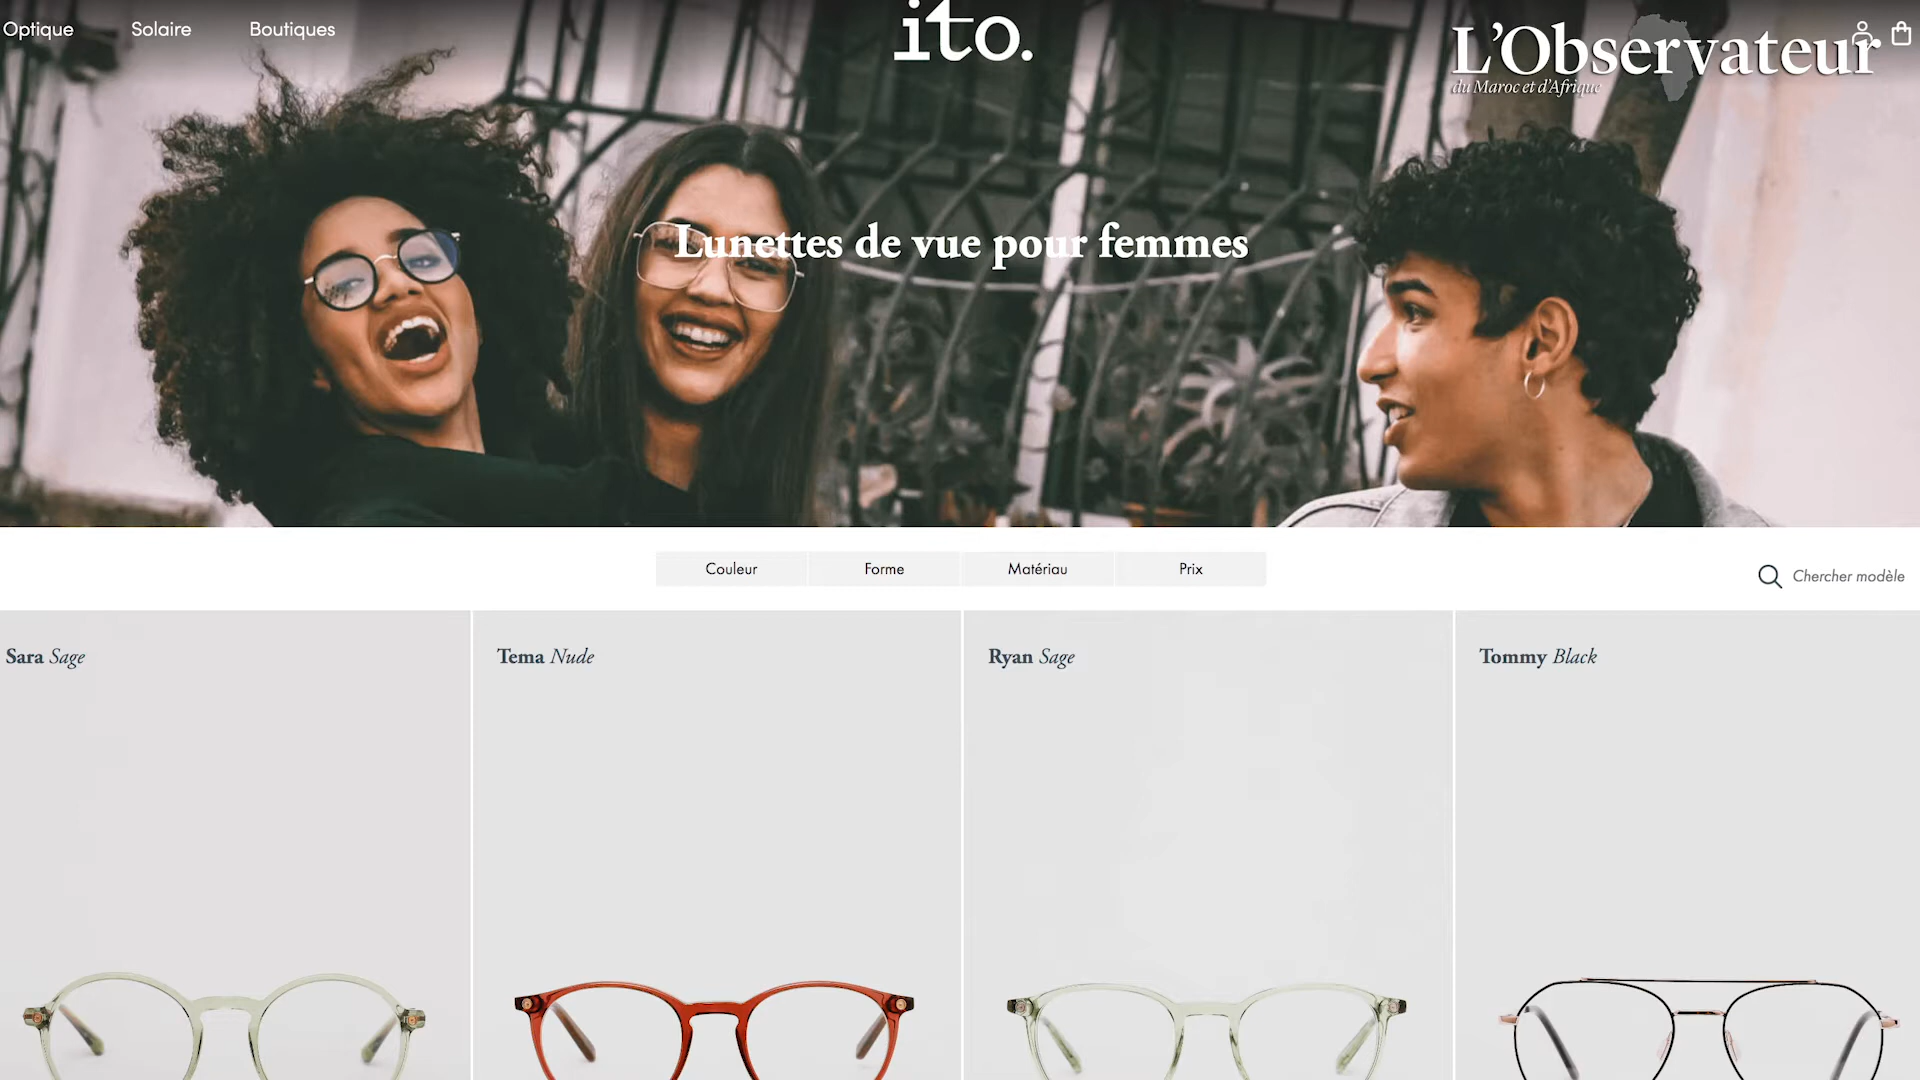 Optique
Solaire
Boutiques
ito.
L'Observateur
du Maroc et d'Afrique
Lunettes de vue pour femmes
Couleur
Forme
Matériau
Prix
Chercher modèle
Sara Sage
Tema Nude
Ryan Sage
Tommy Black